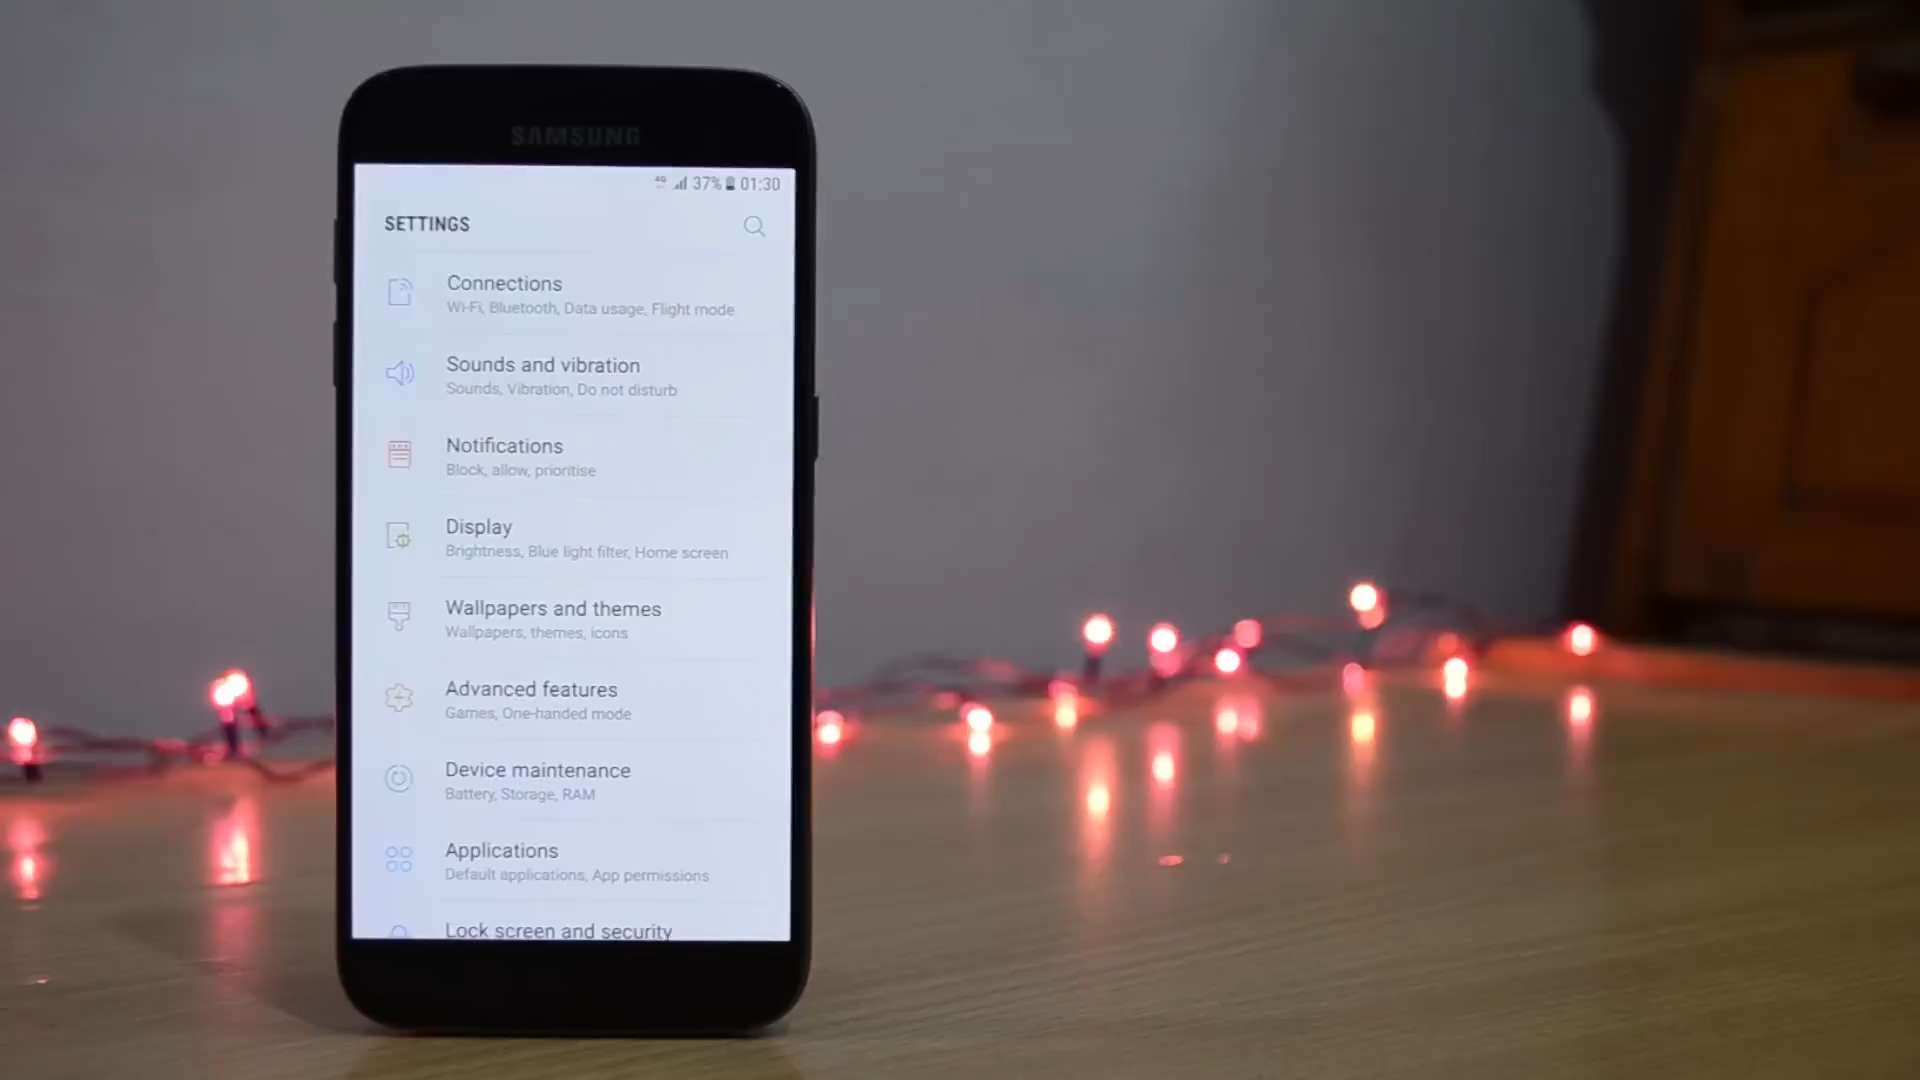 SAMSUNG
4G 37% 01:30
SETTINGS
Connections
Wi-Fi, Bluetooth, Data usage, Flight mode
Sounds and vibration
Sounds, Vibration, Do not disturb
Notifications
Block, allow, prioritise
Display
Brightness, Blue light filter, Home screen
Wallpapers and themes
Wallpapers, themes, icons
Advanced features
Games, One-handed mode
Device maintenance
Battery, Storage, RAM
Applications
Default applications, App permissions
Lock screen and security